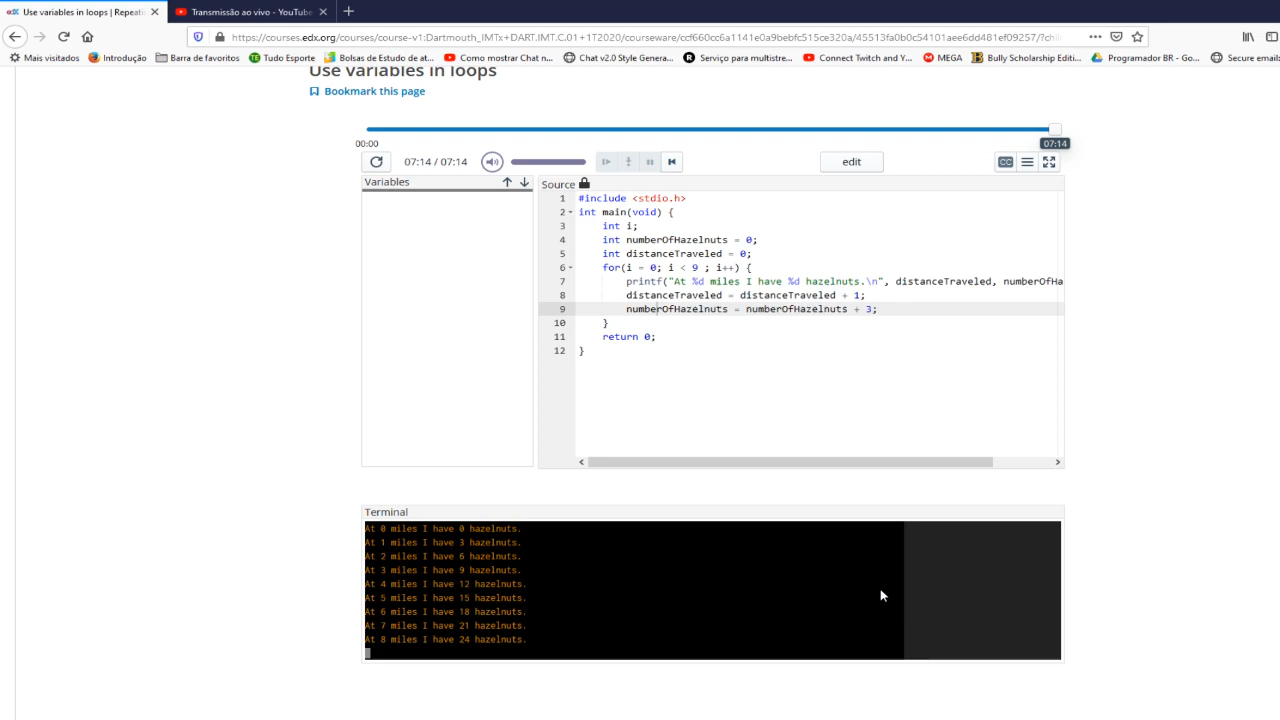 Use variables in loops | Repeati
Transmissão ao vivo - YouTube
https://courses.edx.org/courses/course-v1:Dartmouth_IMTx+DART.IMT.C.01+1T2020/courseware/ccf660cc6a1141e0a9bebfc515ce320a/45513fa0b0c54101aee6dd481ef09257/?chil
Mais visitados Introdução Barra de favoritos Tudo Esporte Bolsas de Estudo de at... Como mostrar Chat n... Chat v2.0 Style Genera... Serviço para multistre... Connect Twitch and Y... MEGA Bully Scholarship Editi... Programador BR - Go... Secure email:
Use variables in loops
Bookmark this page
00:00
07:14
07:14 / 07:14
edit
CC
Variables
Source
1 #include <stdio.h>
2 int main(void) {
3 int i;
4 int numberOfHazelnuts = 0;
5 int distanceTraveled = 0;
6 for(i = 0; i < 9 ; i++) {
7 printf("At %d miles I have %d hazelnuts.\n", distanceTraveled, numberOfHa
8 distanceTraveled = distanceTraveled + 1;
9 numberOfHazelnuts = numberOfHazelnuts + 3;
10 }
11 return 0;
12 }
Terminal
At 0 miles I have 0 hazelnuts.
At 1 miles I have 3 hazelnuts.
At 2 miles I have 6 hazelnuts.
At 3 miles I have 9 hazelnuts.
At 4 miles I have 12 hazelnuts.
At 5 miles I have 15 hazelnuts.
At 6 miles I have 18 hazelnuts.
At 7 miles I have 21 hazelnuts.
At 8 miles I have 24 hazelnuts.